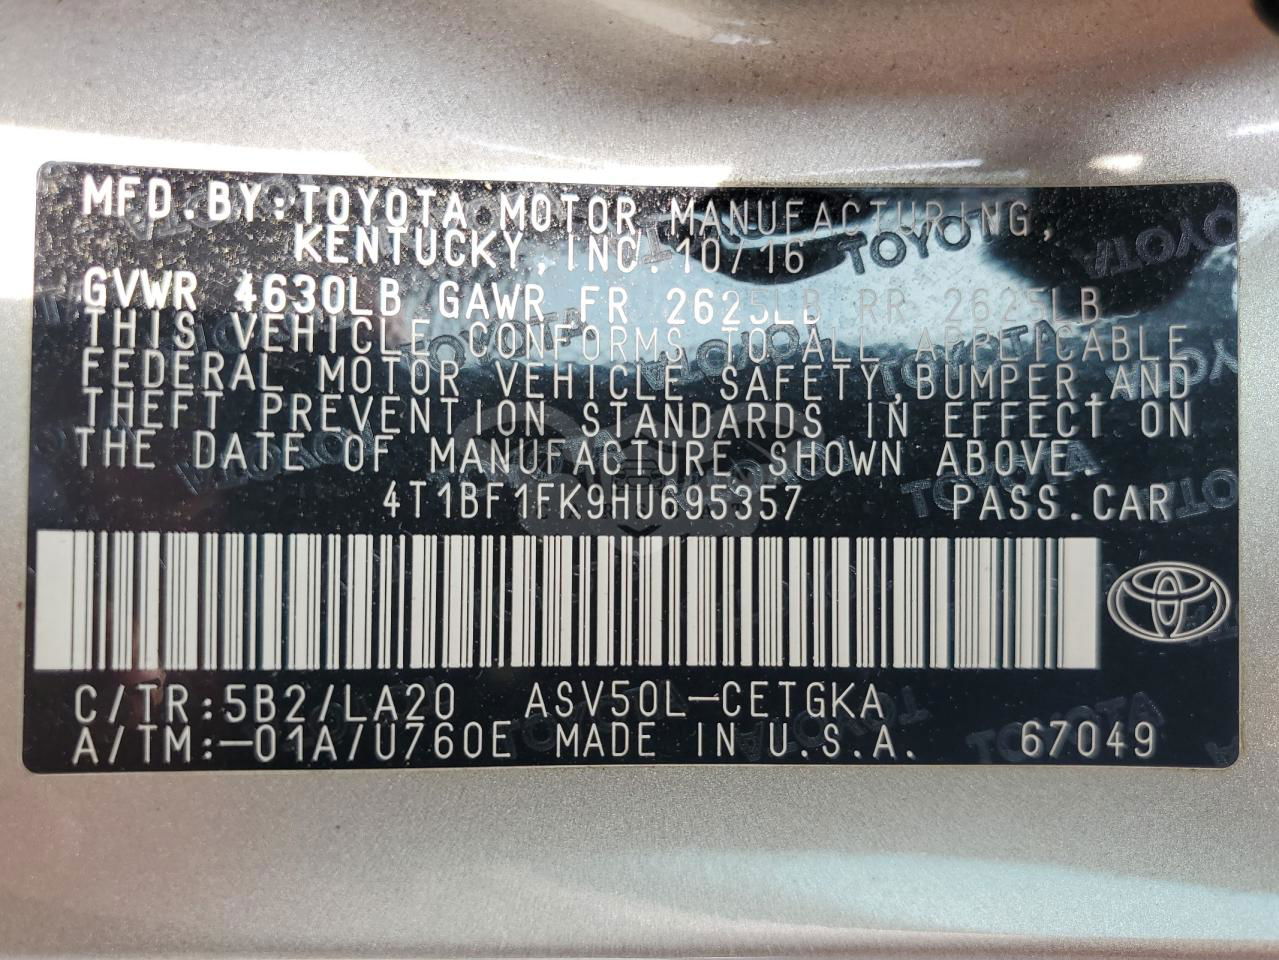 MFD.BY:TOYOTA MOTOR MANUFACTURING,
KENTUCKY,INC. 10/16
GVWR 4630LB GAWR FR 2625LB RR 2625LB
THIS VEHICLE CONFORMS TO ALL APPLICABLE
FEDERAL MOTOR VEHICLE SAFETY,BUMPER,AND
THEFT PREVENTION STANDARDS IN EFFECT ON
THE DATE OF MANUFACTURE SHOWN ABOVE.
4T1BF1FK9HU695357 PASS.CAR
C/TR:5B2/LA20 ASV50L-CETGKA
A/TM:-01A/U760E MADE IN U.S.A. 67049